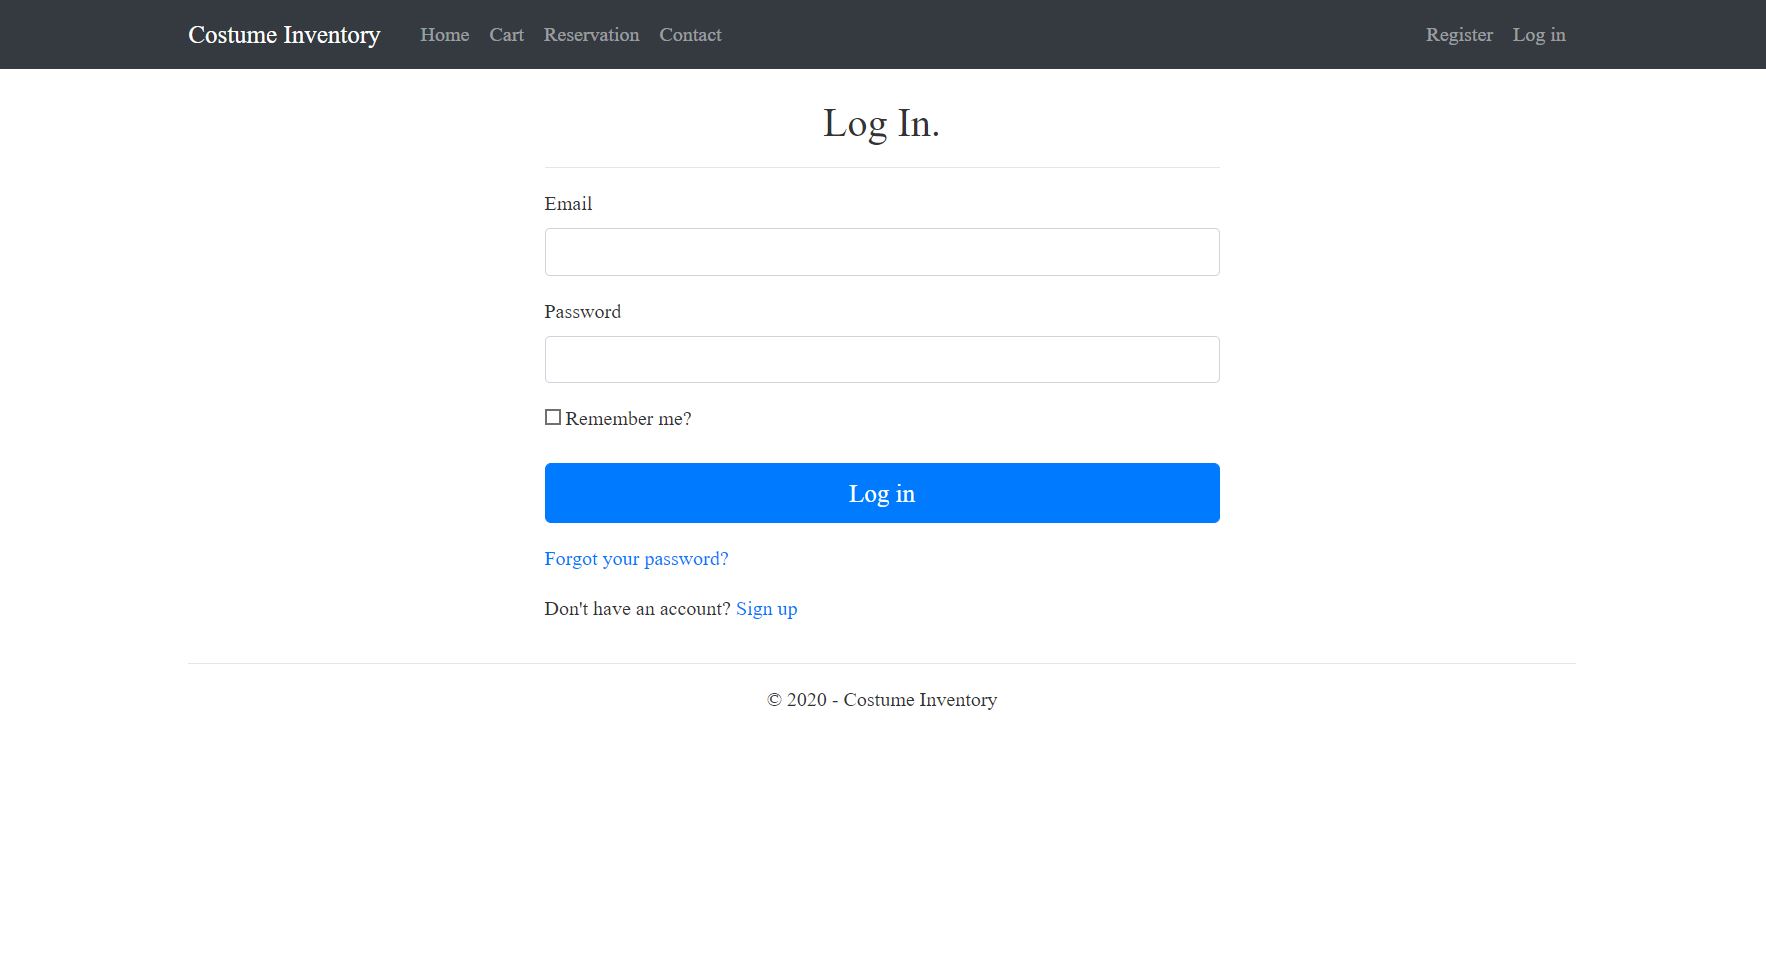 Costume Inventory Home Cart Reservation Contact Register Log in
Log In.
Email
Password
Remember me?
Log in
Forgot your password?
Don't have an account? Sign up
© 2020 - Costume Inventory